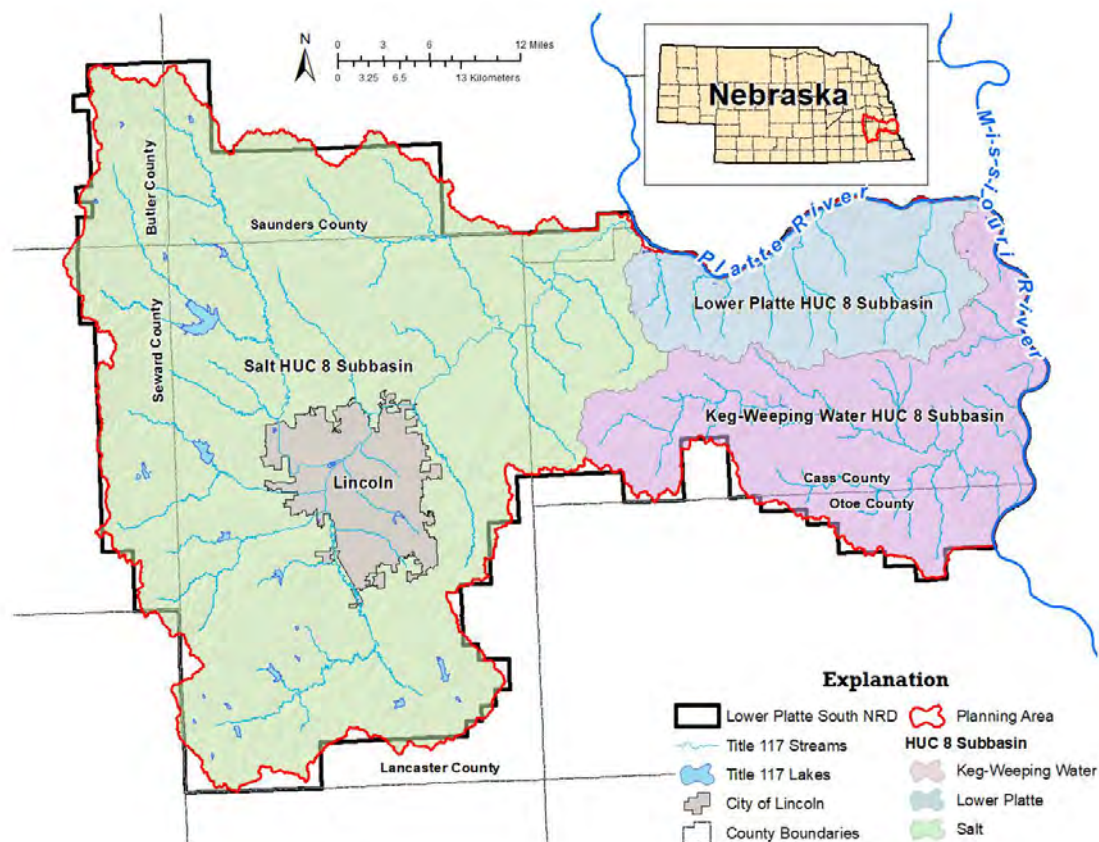 N
0 3 6 12 Miles
0 3.25 6.5 13 Kilometers
Nebraska
Missouri River
Platte River
Butler County
Saunders County
Seward County
Lower Platte HUC 8 Subbasin
Salt HUC 8 Subbasin
Keg-Weeping Water HUC 8 Subbasin
Lincoln
Cass County
Otoe County
Lancaster County
Explanation
Lower Platte South NRD
Title 117 Streams
Title 117 Lakes
City of Lincoln
County Boundaries
Planning Area
HUC 8 Subbasin
Keg-Weeping Water
Lower Platte
Salt